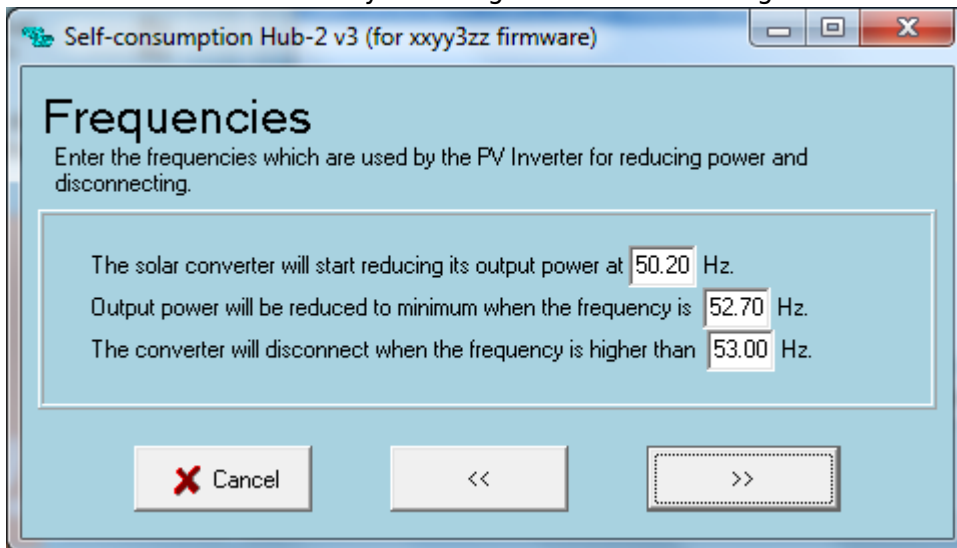 Self-consumption Hub-2 v3 (for xxyy3zz firmware)
Frequencies
Enter the frequencies which are used by the PV Inverter for reducing power and
disconnecting.
The solar converter will start reducing its output power at 50.20 Hz.
Output power will be reduced to minimum when the frequency is 52.70 Hz.
The converter will disconnect when the frequency is higher than 53.00 Hz.
Cancel << >>